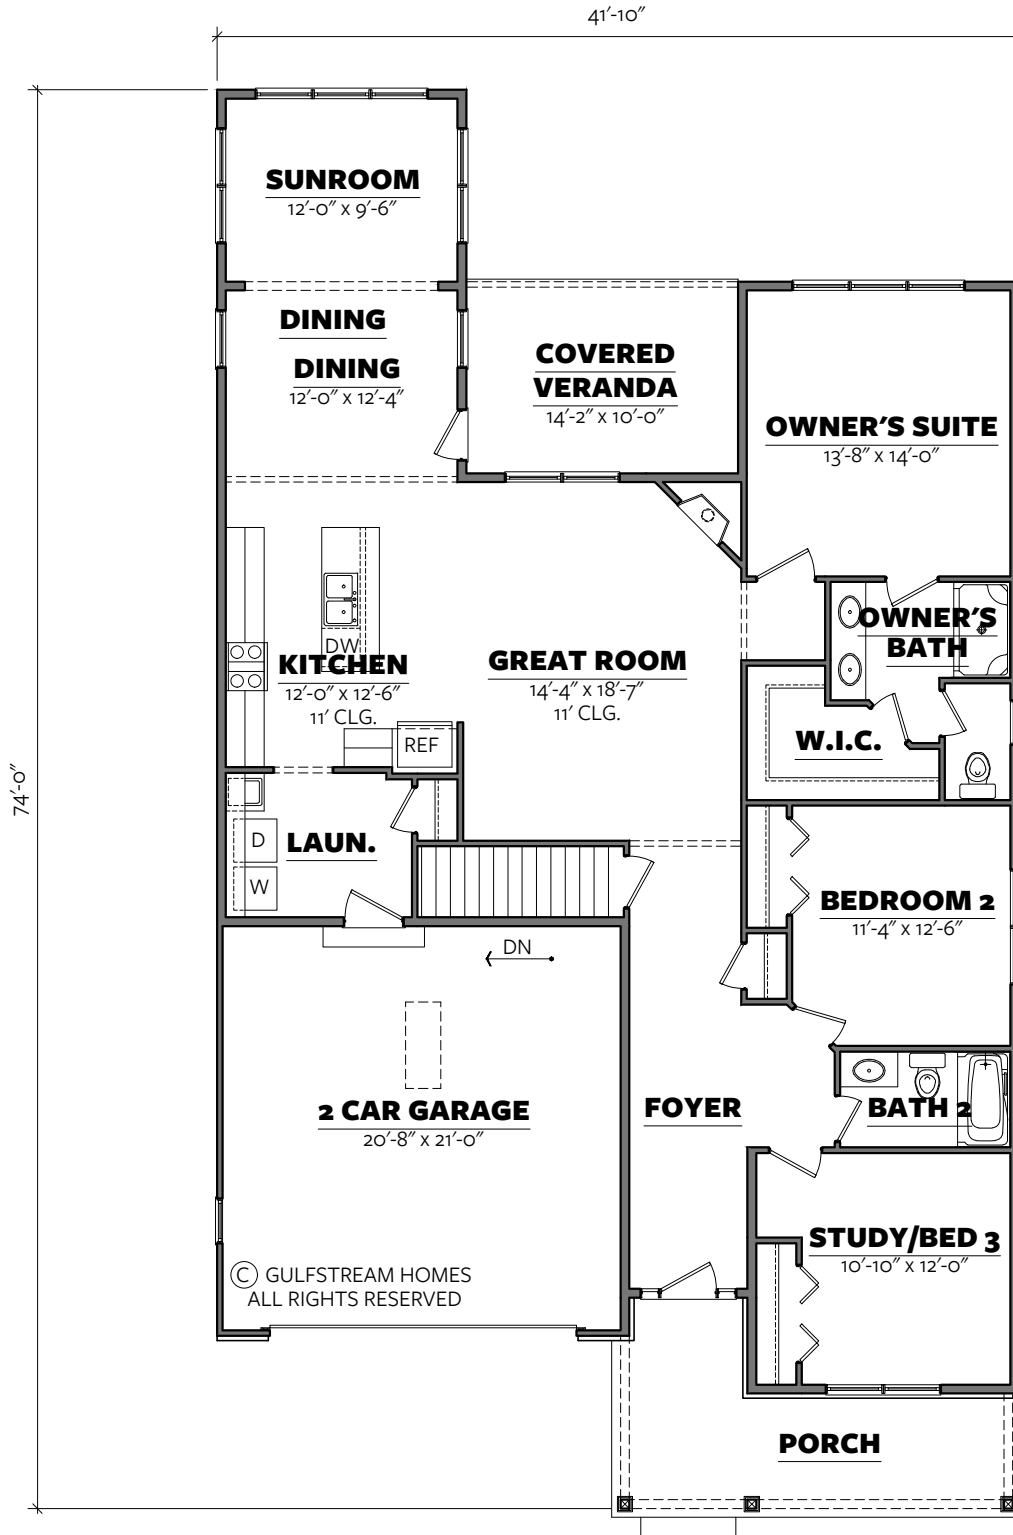 41'-10"
74'-0"
SUNROOM
12'-0" x 9'-6"
DINING
DINING
12'-0" x 12'-4"
COVERED
VERANDA
14'-2" x 10'-0"
OWNER'S SUITE
13'-8" x 14'-0"
OWNER'S
BATH
DW
KITCHEN
12'-0" x 12'-6"
11' CLG.
GREAT ROOM
14'-4" x 18'-7"
11' CLG.
REF
W.I.C.
D
W
LAUN.
BEDROOM 2
11'-4" x 12'-6"
DN
2 CAR GARAGE
20'-8" x 21'-0"
FOYER
BATH 2
STUDY/BED 3
10'-10" x 12'-0"
© GULFSTREAM HOMES
ALL RIGHTS RESERVED
PORCH